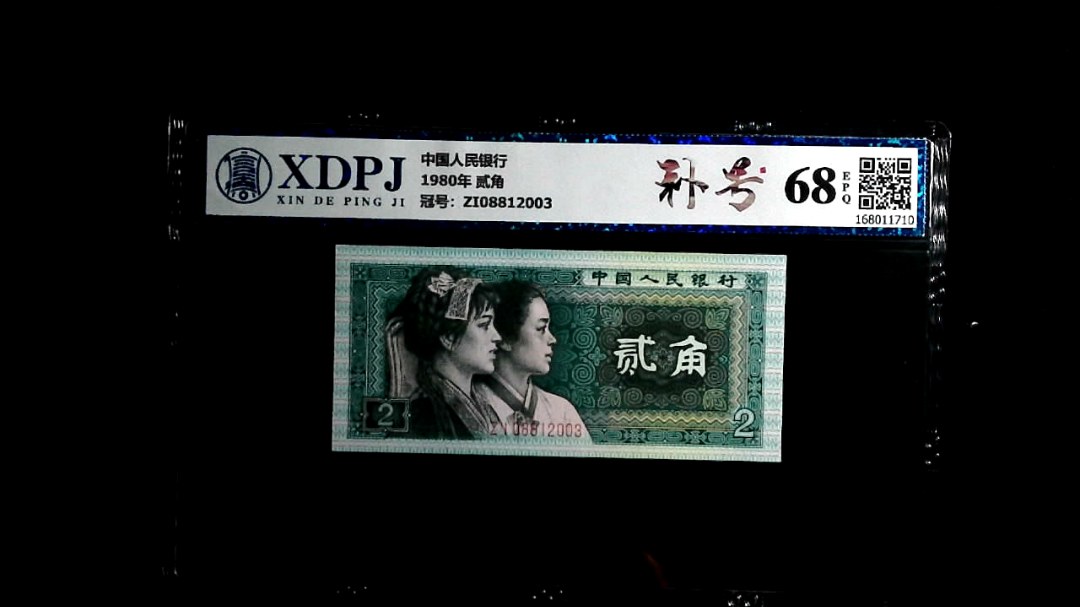 XDPJ
XIN DE PING JI
中国人民银行
1980年 贰角
冠号: ZI08812003
补号
68
EPQ
168011710
中国人民银行
贰角
2
ZI08812003
2